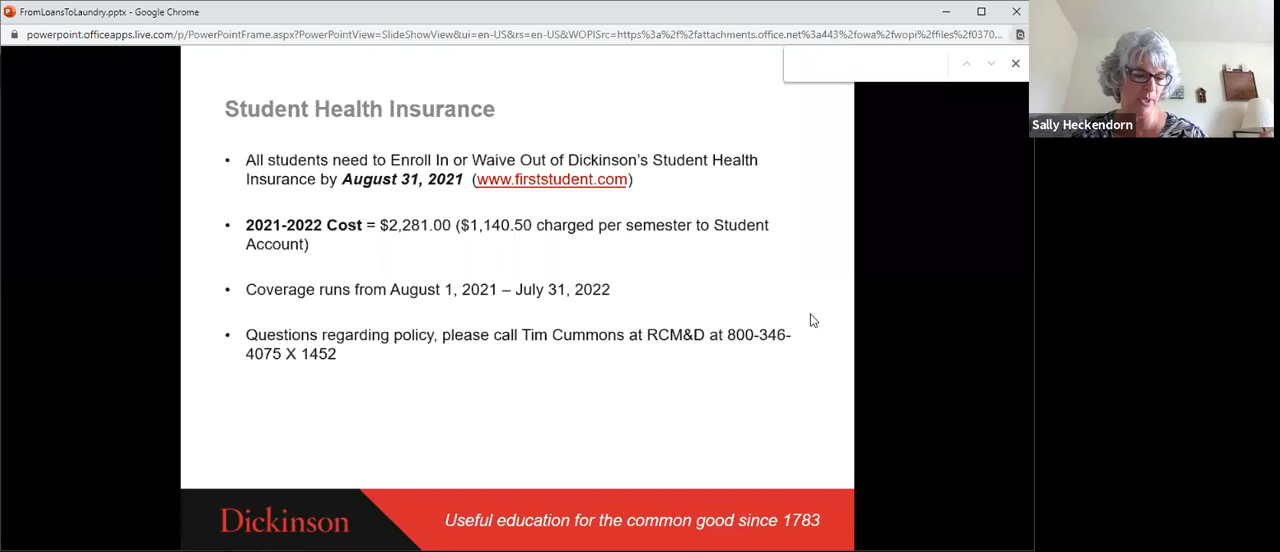 FromLoansToLaundry.pptx - Google Chrome
powerpoint.officeapps.live.com/p/PowerPointFrame.aspx?PowerPointView=SlideShowView&ui=en-US&rs=en-US&WOPISrc=https%3a%2f%2fattachments.office.net%3a443%2fowa%2fwopi%2ffiles%2f0370...
Sally Heckendorn
Student Health Insurance
• All students need to Enroll In or Waive Out of Dickinson's Student Health
Insurance by August 31, 2021 (www.firststudent.com)
• 2021-2022 Cost = $2,281.00 ($1,140.50 charged per semester to Student
Account)
• Coverage runs from August 1, 2021 – July 31, 2022
• Questions regarding policy, please call Tim Cummons at RCM&D at 800-346-
4075 X 1452
Dickinson
Useful education for the common good since 1783